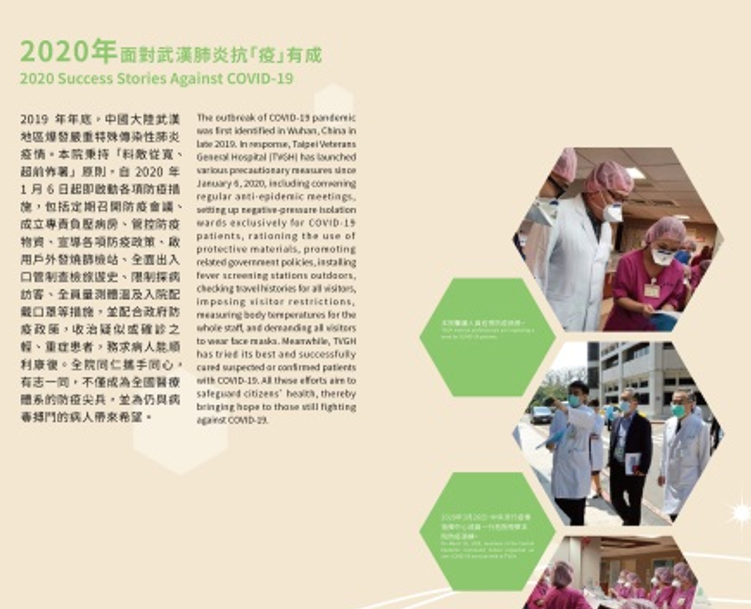 2020年面對武漢肺炎抗「疫」有成
2020 Success Stories Against COVID-19
2019 年年底，中國大陸武漢
地區爆發嚴重特殊傳染性肺炎
疫情。本院秉持「料敵從寬、
超前佈署」原則，自 2020 年
1 月 6 日起即啟動各項防疫措
施，包括定期召開防疫會議、
成立專責負壓病房、管控防疫
物資、宣導各項防疫政策、啟
用戶外發燒篩檢站、全面出入
口管制查檢旅遊史、限制探病
訪客、全員量測體溫及入院配
戴口罩等措施，並配合政府防
疫政策，收治疑似或確診之
輕、重症患者，務求病人能順
利康復。全院同仁攜手同心，
有志一同，不僅成為全國醫療
體系的防疫尖兵，並為仍與病
毒搏鬥的病人帶來希望。
The outbreak of COVID-19 pandemic
was first identified in Wuhan, China in
late 2019. In response, Taipei Veterans
General Hospital (TVGH) has launched
various precautionary measures since
January 6, 2020, including convening
regular anti-epidemic meetings,
setting up negative-pressure isolation
wards exclusively for COVID-19
patients, rationing the use of
protective materials, promoting
related government policies, installing
fever screening stations outdoors,
checking travel histories for all visitors,
imposing visitor restrictions,
measuring body temperatures for the
whole staff, and demanding all visitors
to wear face masks. Meanwhile, TVGH
has tried its best and successfully
cured suspected or confirmed patients
with COVID-19. All these efforts aim to
safeguard citizens' health, thereby
bringing hope to those still fighting
against COVID-19.